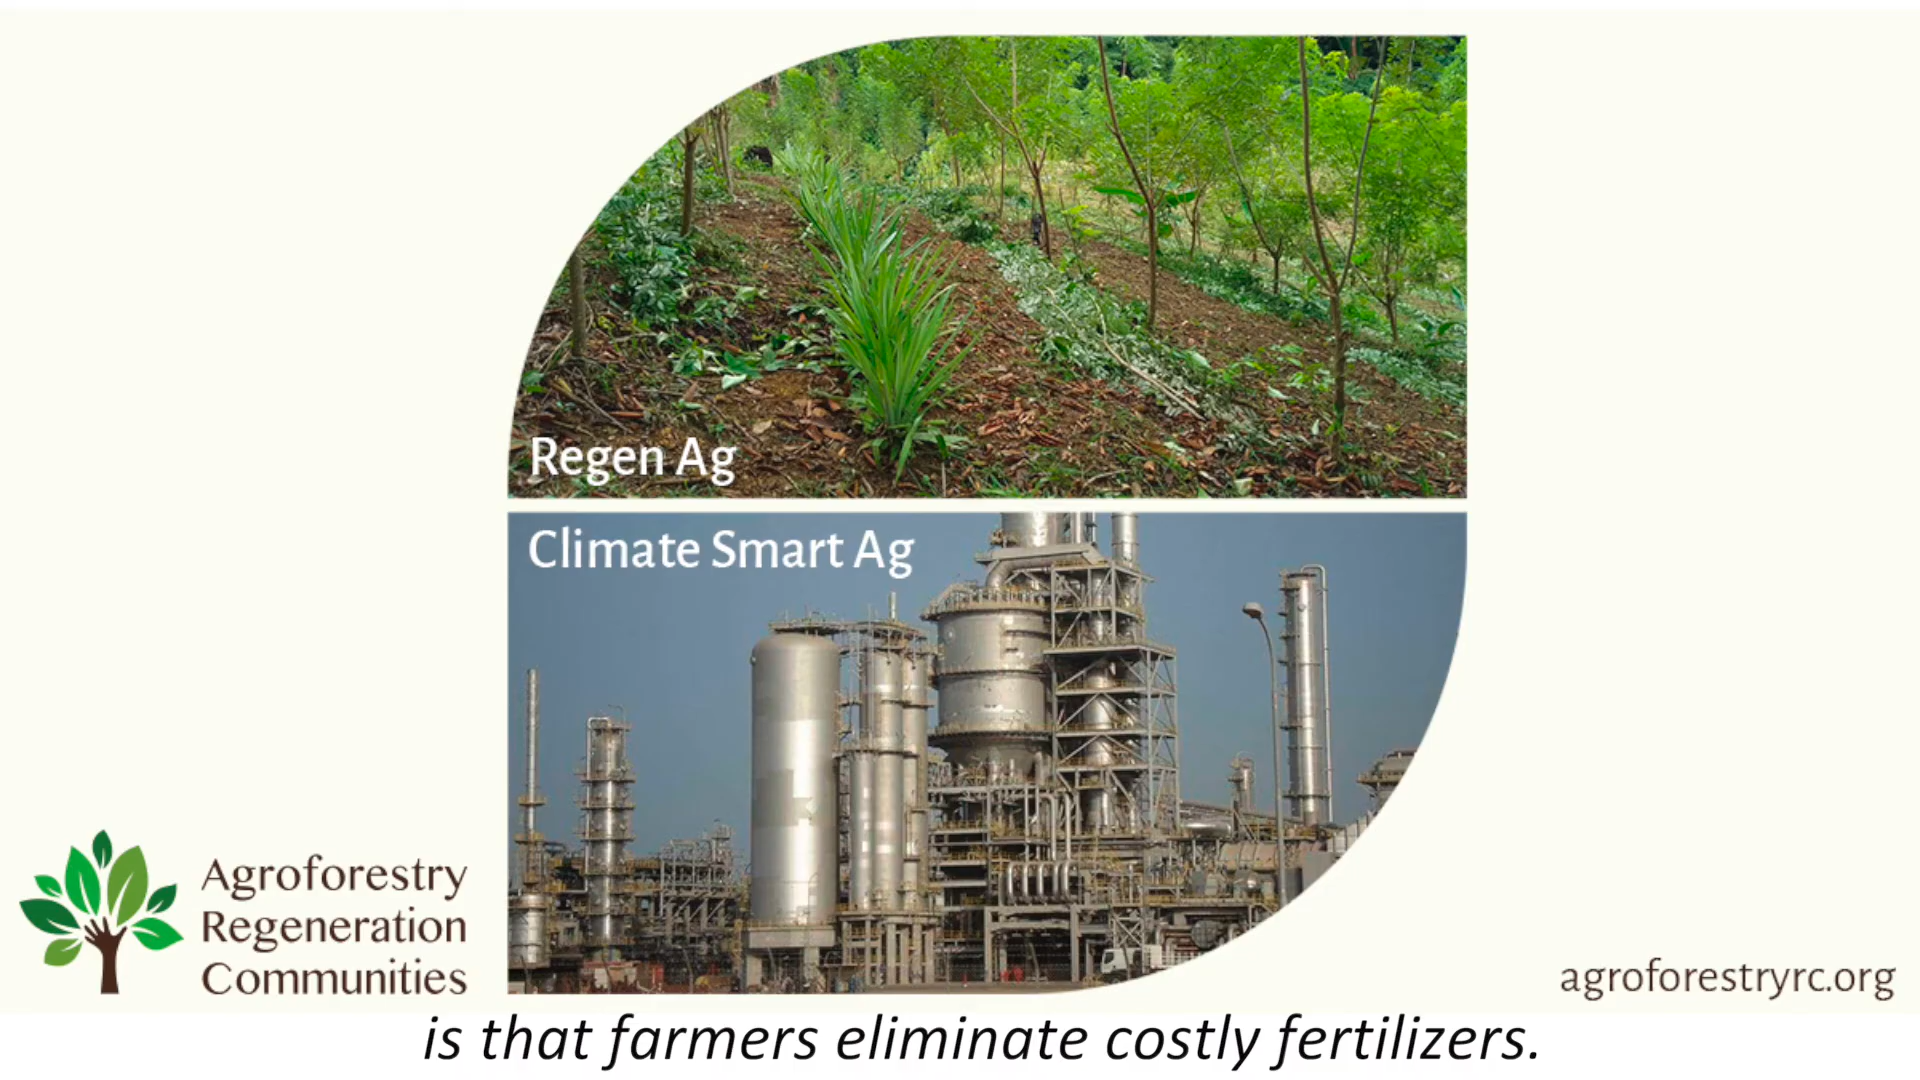 Regen Ag
Climate Smart Ag
Agroforestry
Regeneration
Communities
agroforestryrc.org
is that farmers eliminate costly fertilizers.